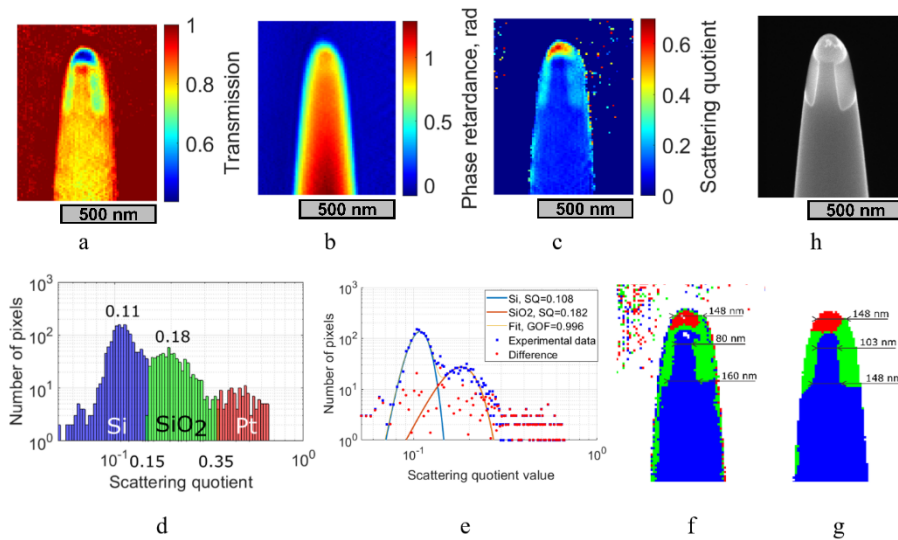 1
0.8
0.6
Transmission
500 nm
a
1
0.5
0
Phase retardance, rad
500 nm
b
0.6
0.4
0.2
0
Scattering quotient
500 nm
c
500 nm
h
10³
10²
10¹
10⁰
Number of pixels
0.11
0.18
Si
SiO₂
Pt
10⁻¹
0.15
0.35
10⁰
Scattering quotient
d
10³
10²
10¹
10⁰
Number of pixels
Si, SQ=0.108
SiO2, SQ=0.182
Fit, GOF=0.996
Experimental data
Difference
10⁻¹
10⁰
Scattering quotient value
e
148 nm
180 nm
160 nm
f
148 nm
103 nm
148 nm
g